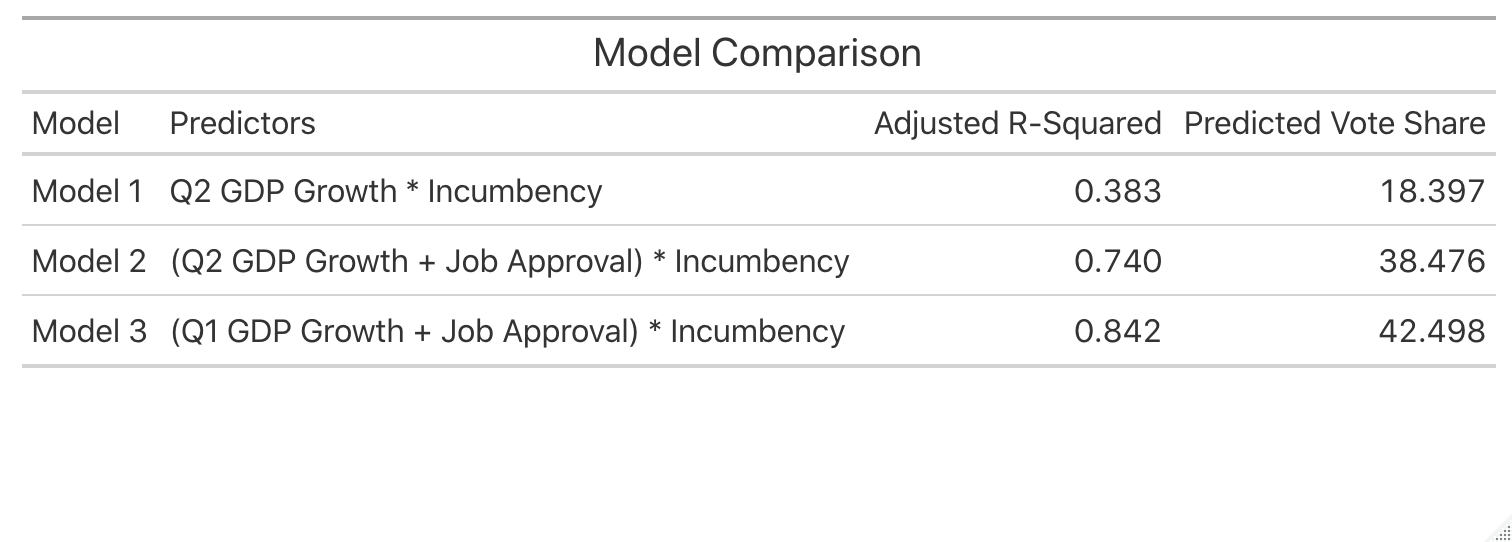 Model Comparison
Model Predictors Adjusted R-Squared Predicted Vote Share
Model 1 Q2 GDP Growth * Incumbency 0.383 18.397
Model 2 (Q2 GDP Growth + Job Approval) * Incumbency 0.740 38.476
Model 3 (Q1 GDP Growth + Job Approval) * Incumbency 0.842 42.498